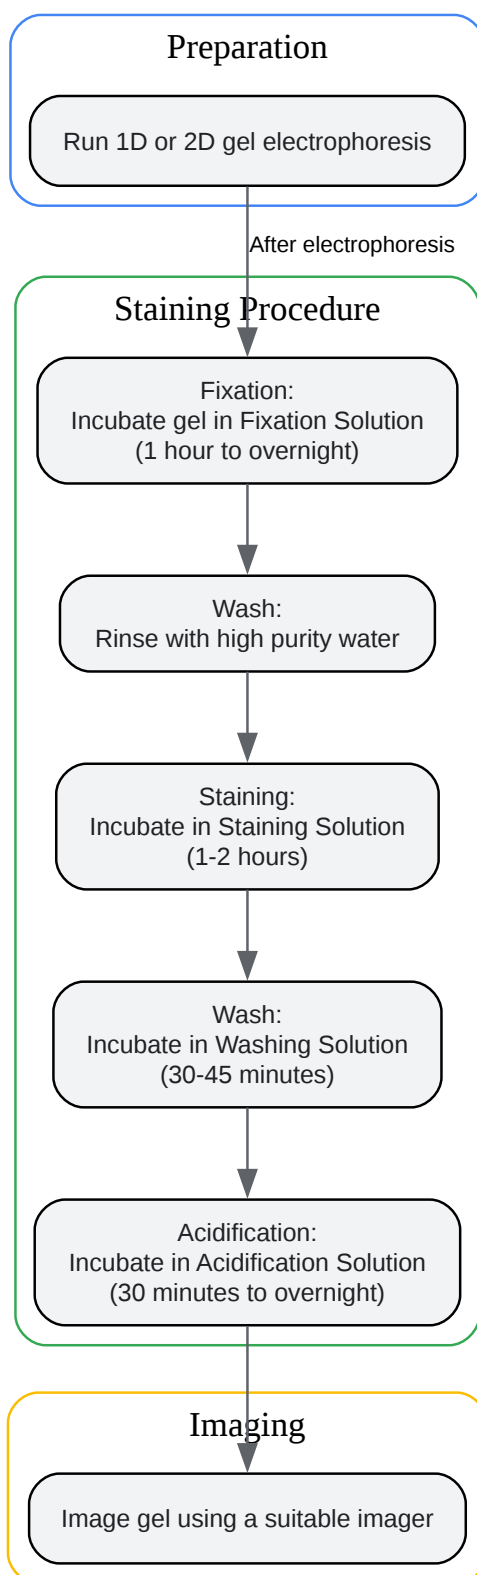 Preparation
Run 1D or 2D gel electrophoresis
After electrophoresis
Staining Procedure
Fixation:
Incubate gel in Fixation Solution
(1 hour to overnight)
Wash:
Rinse with high purity water
Staining:
Incubate in Staining Solution
(1-2 hours)
Wash:
Incubate in Washing Solution
(30-45 minutes)
Acidification:
Incubate in Acidification Solution
(30 minutes to overnight)
Imaging
Image gel using a suitable imager